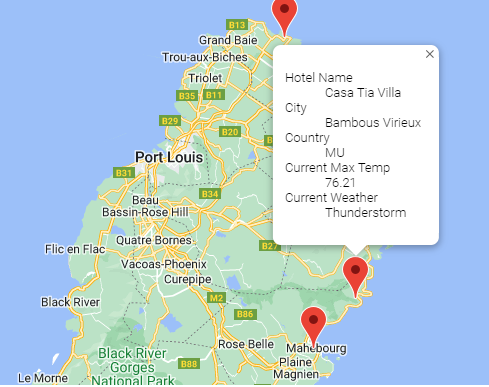 B13
Grand Baie
Trou-aux-Biches
Triolet
B35
B11
B29
B20
Port Louis
B31
B34
Beau
Bassin-Rose Hill
Quatre Bornes
B27
Flic en Flac
Vacoas-Phoenix
Curepipe
M2
Black River
B86
Rose Belle
Mahebourg
Black River
Gorges
National Park
B88
Plaine
Magnien
Le Morne
×
Hotel Name
Casa Tia Villa
City
Bambous Virieux
Country
MU
Current Max Temp
76.21
Current Weather
Thunderstorm